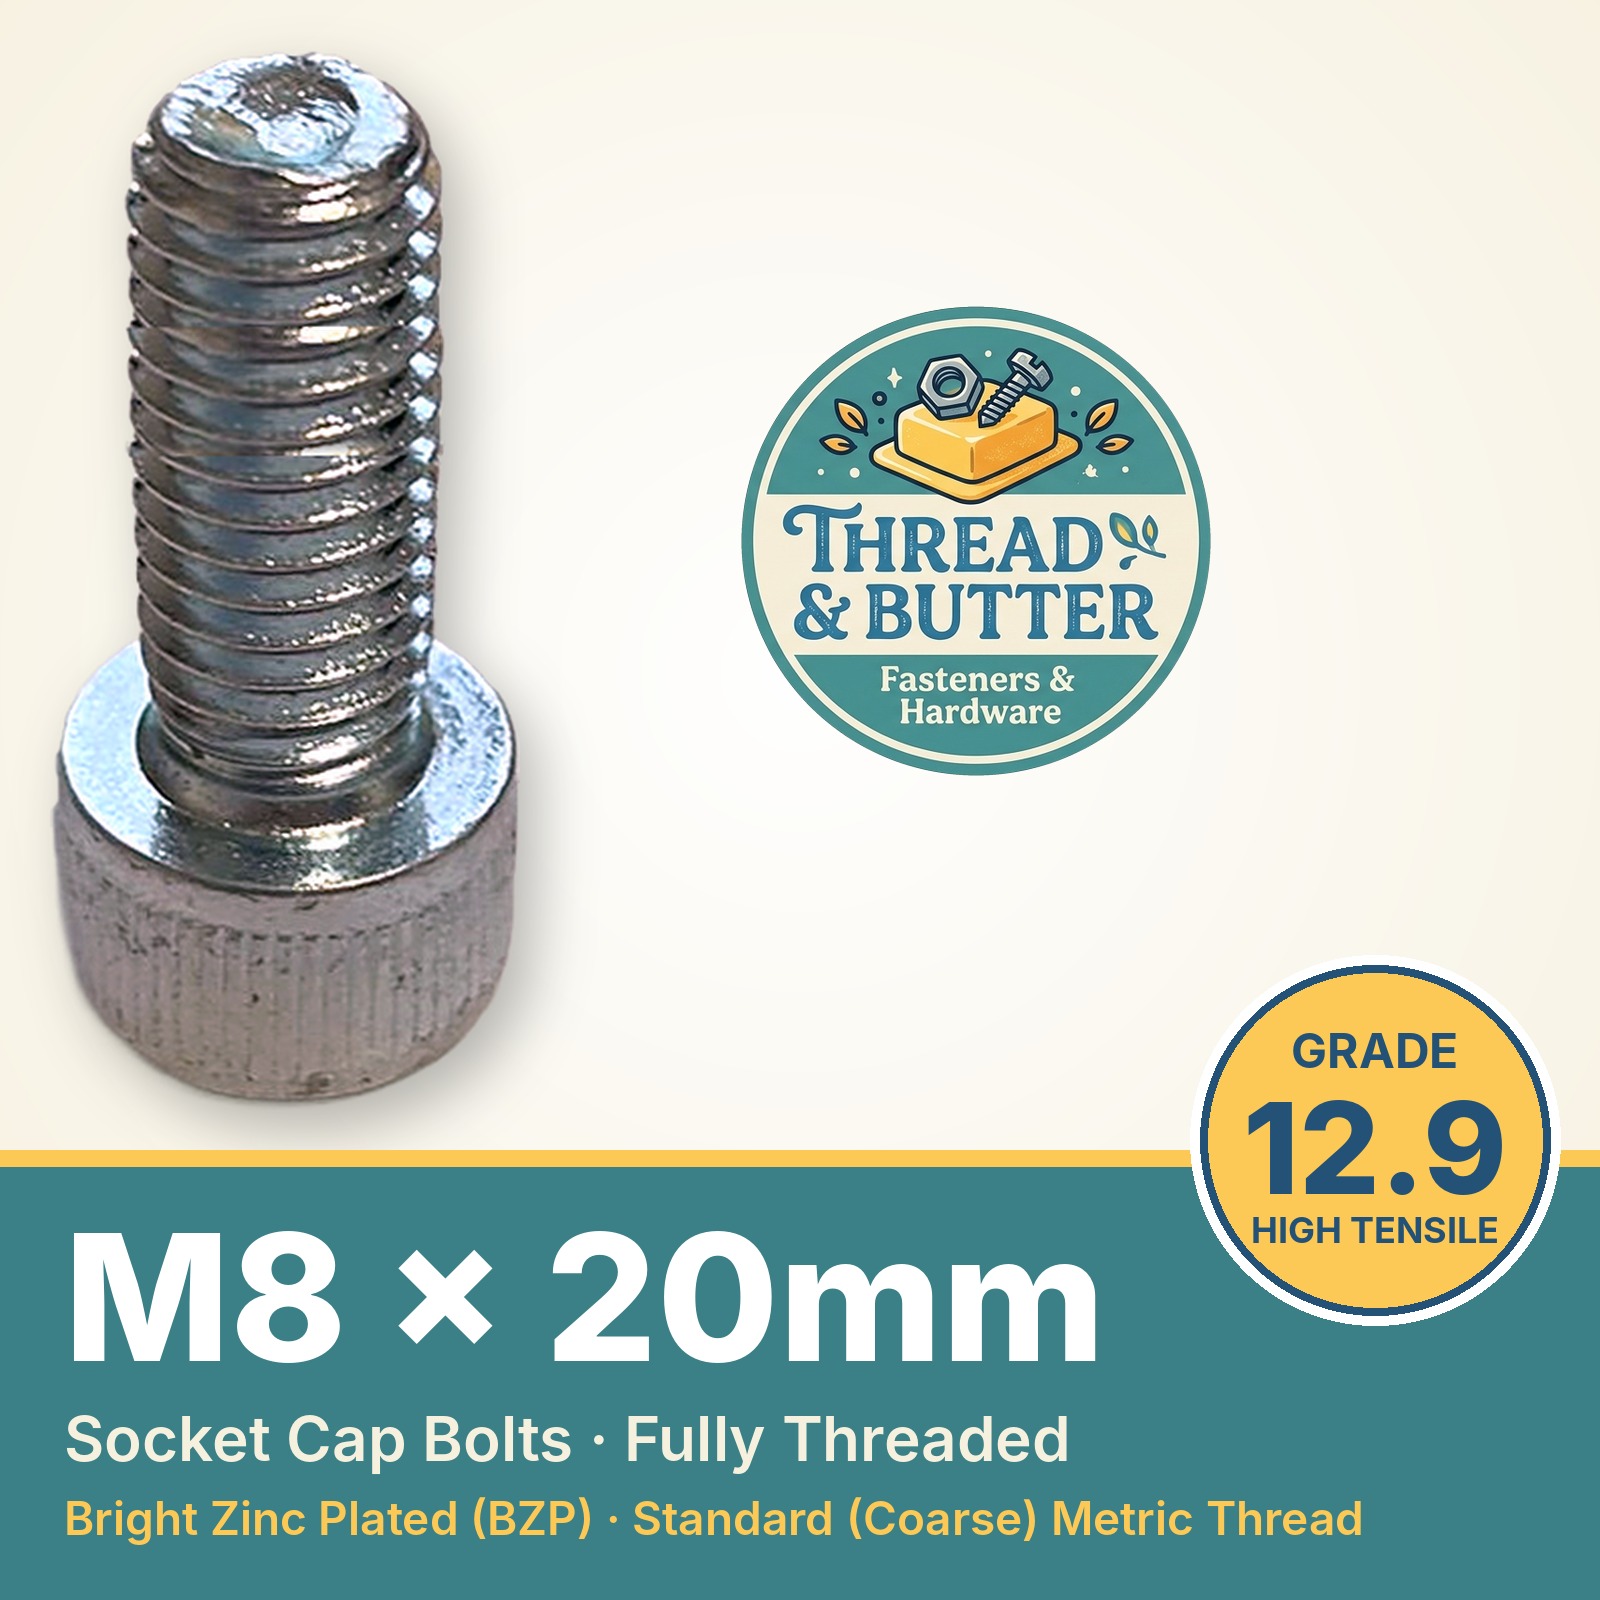 THREAD
& BUTTER
Fasteners &
Hardware
GRADE
12.9
HIGH TENSILE
M8 × 20mm
Socket Cap Bolts · Fully Threaded
Bright Zinc Plated (BZP) · Standard (Coarse) Metric Thread